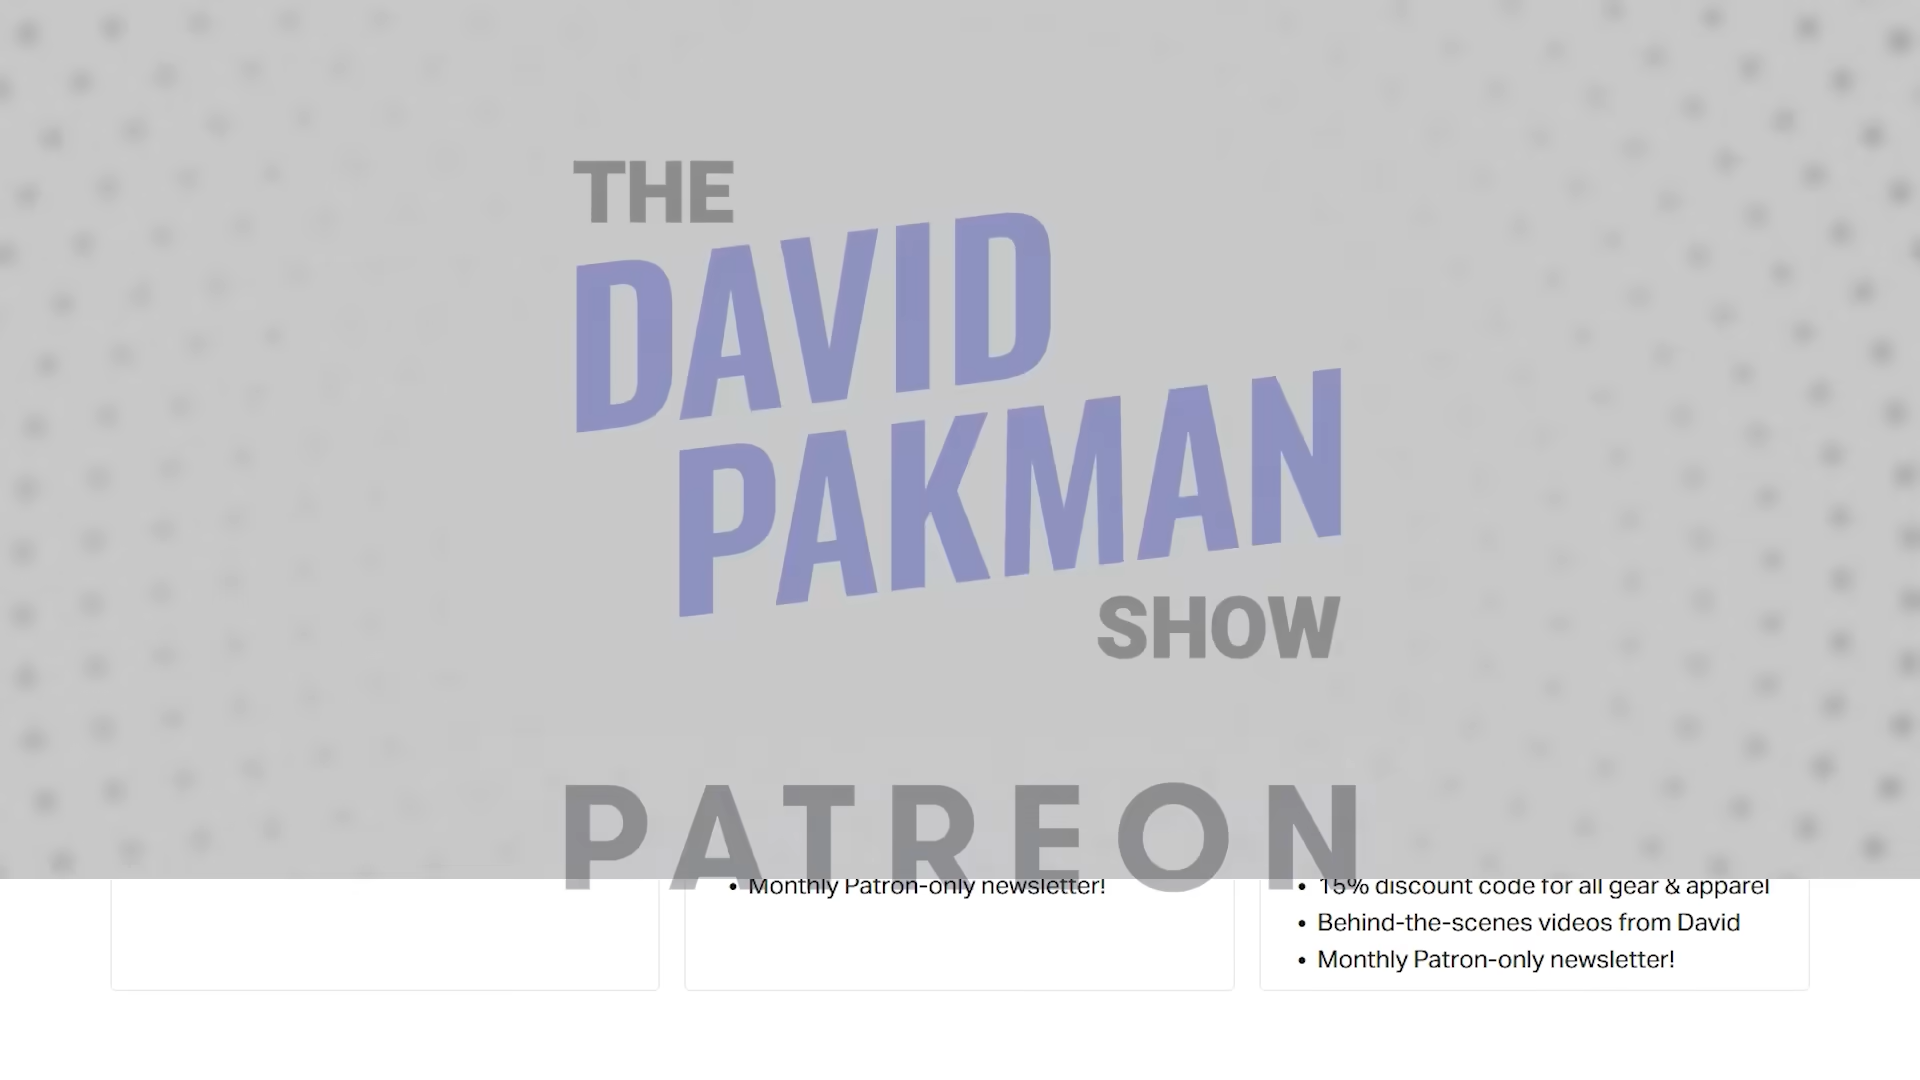 THE
DAVID
PAKMAN
SHOW
PATREON
• Monthly Patron-only newsletter!
• 15% discount code for all gear & apparel
• Behind-the-scenes videos from David
• Monthly Patron-only newsletter!